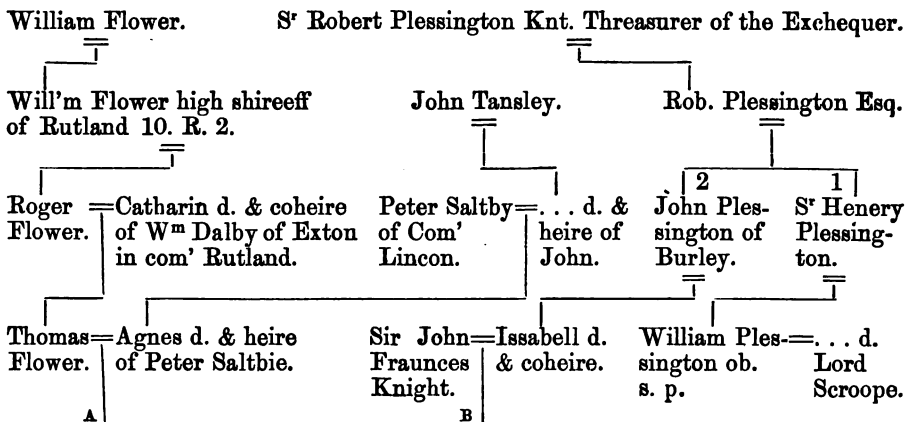 William Flower. Sʳ Robert Plessington Knt. Threasurer of the Exchequer.
Will'm Flower high shireeff
of Rutland 10. R. 2.
John Tansley.
Rob. Plessington Esq.
2 1
Roger
Flower.
=Catharin d. & coheire
of Wᵐ Dalby of Exton
in com' Rutland.
Peter Saltby=
of Com'
Lincon.
. . . d. &
heire of
John.
John Ples-
sington of
Burley.
Sʳ Henery
Plessing-
ton.
Thomas=
Flower.
Agnes d. & heire
of Peter Saltbie.
Sir John=
Fraunces
Knight.
Issabell d.
& coheire.
William Ples-=
sington ob.
s. p.
. . . d.
Lord
Scroope.
A B